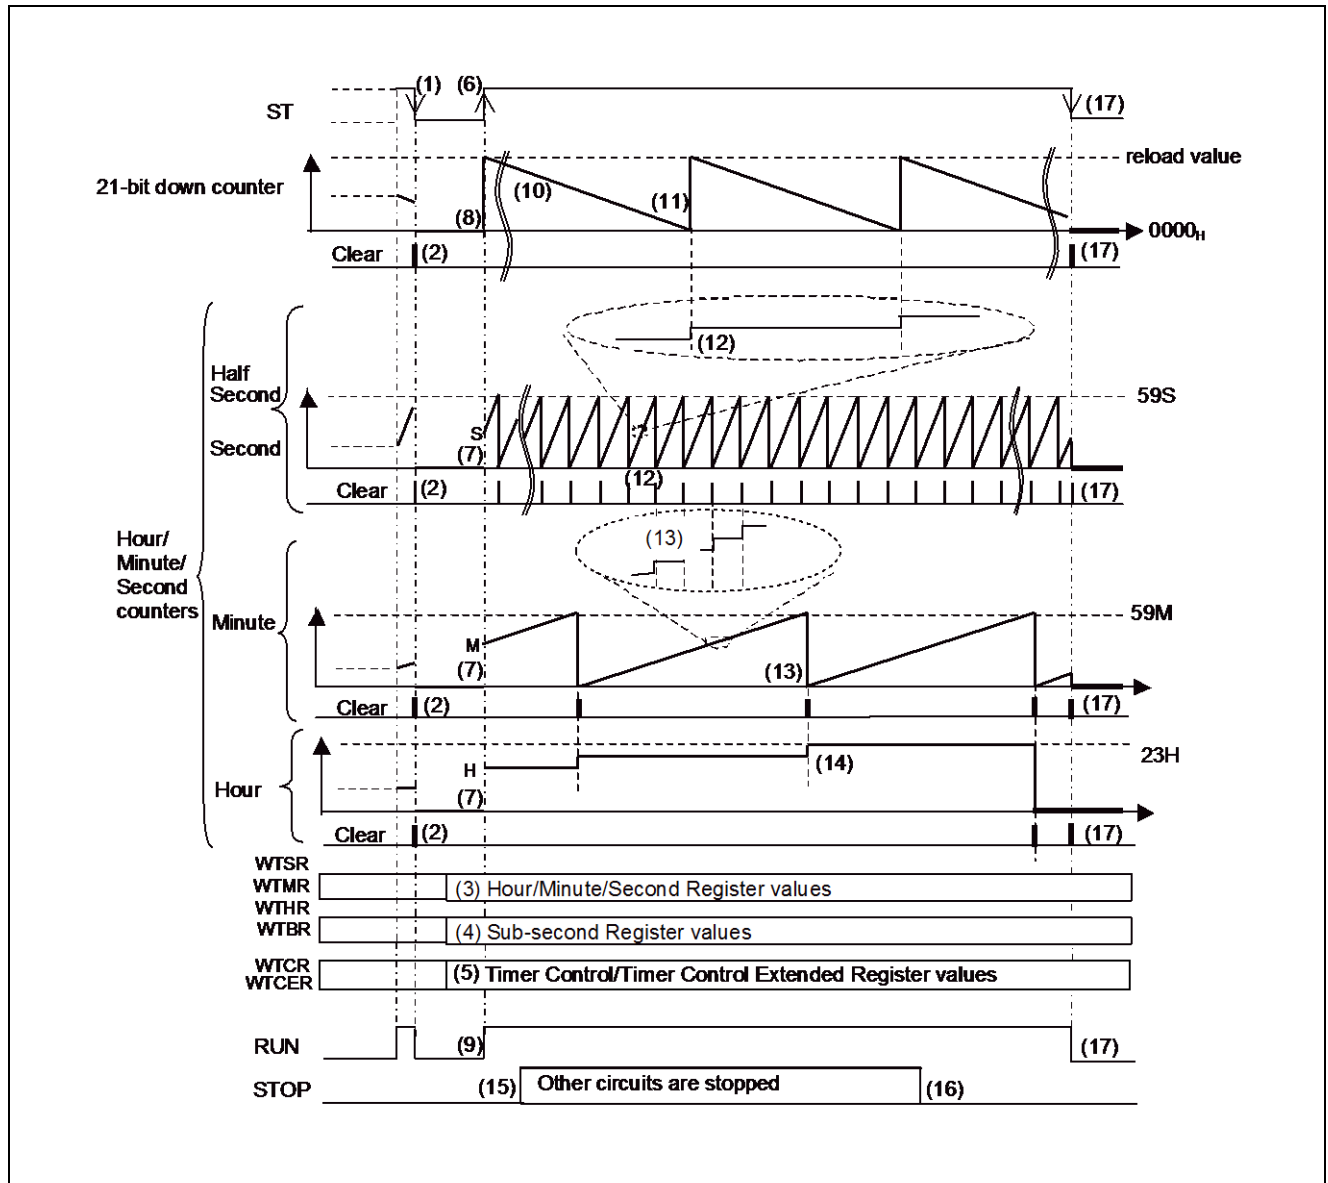 (1) (6)
ST
(17)
reload value
21-bit down counter
(10)
(11)
(8)
0000H
Clear (2)
(17)
(12)
Half
Second
59S
S
Second
(7)
(12)
Clear (2)
(17)
Hour/
Minute/
Second
counters
(13)
Minute
59M
M
(7)
(13)
Clear (2)
(17)
23H
H
(14)
Hour
(7)
Clear (2)
(17)
WTSR
WTMR
(3) Hour/Minute/Second Register values
WTHR
WTBR
(4) Sub-second Register values
WTCR
WTCER
(5) Timer Control/Timer Control Extended Register values
RUN
(9)
(17)
STOP
(15)
Other circuits are stopped
(16)